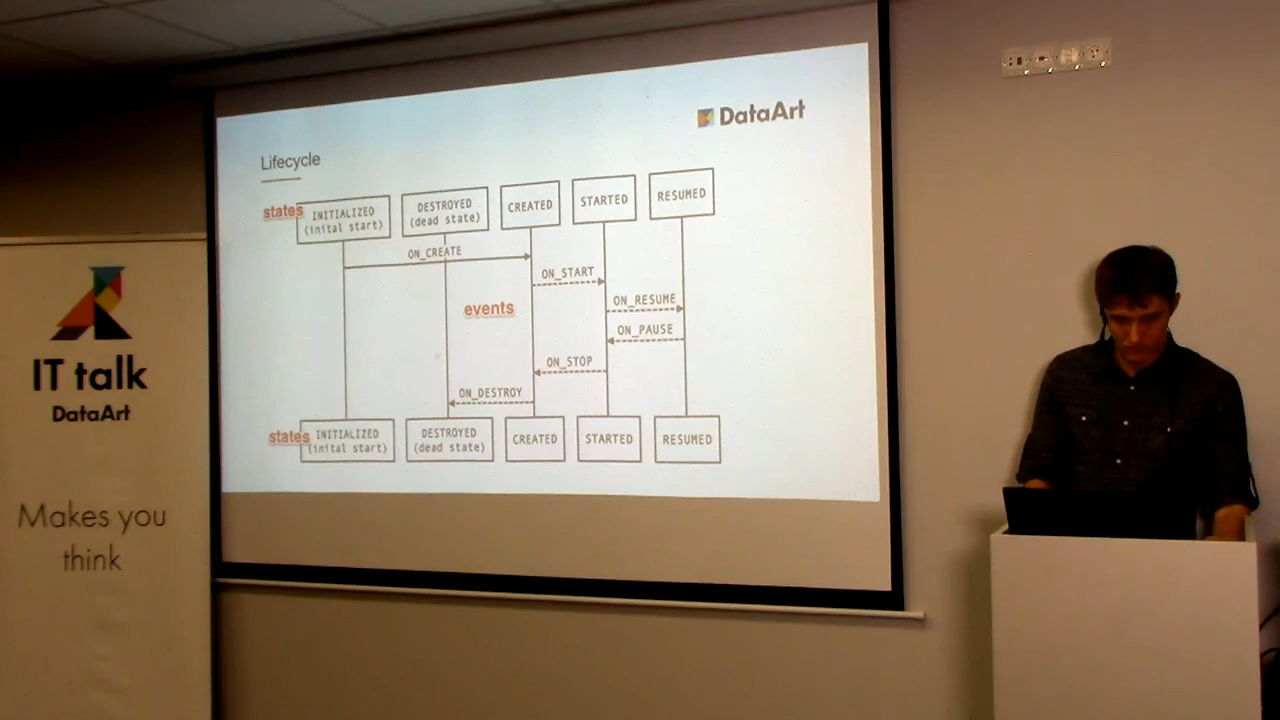 DataArt
Lifecycle
states
INITIALIZED
(inital start)
DESTROYED
(dead state)
CREATED
STARTED
RESUMED
ON_CREATE
ON_START
events
ON_RESUME
ON_PAUSE
ON_STOP
ON_DESTROY
states
INITIALIZED
(inital start)
DESTROYED
(dead state)
CREATED
STARTED
RESUMED
IT talk
DataArt
Makes you
think